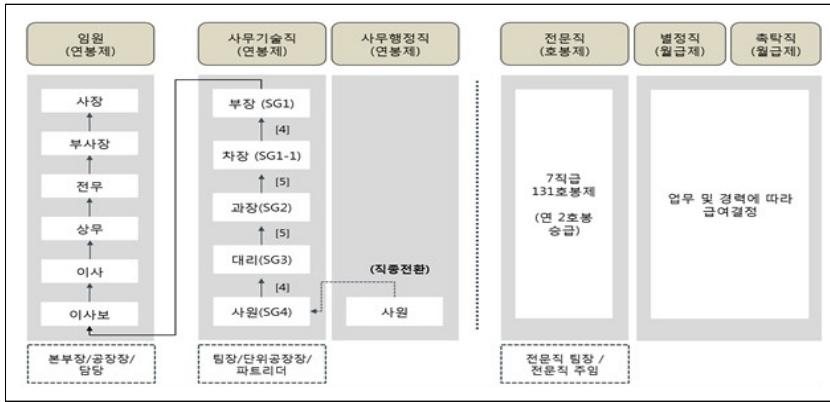 임원
(연봉제)
사무기술직
(연봉제)
사무행정직
(연봉제)
전문직
(호봉제)
별정직
(월급제)
촉탁직
(월급제)
사장
부사장
전무
상무
이사
이사보
본부장/공장장/
담당
부장 (SG1)
[4]
차장 (SG1-1)
[5]
과장(SG2)
[5]
대리(SG3)
[4]
사원(SG4)
팀장/단위공장장/
파트리더
(직종전환)
사원
7직급
131호봉제
(연 2호봉
승급)
전문직 팀장 /
전문직 주임
업무 및 경력에 따라
급여결정